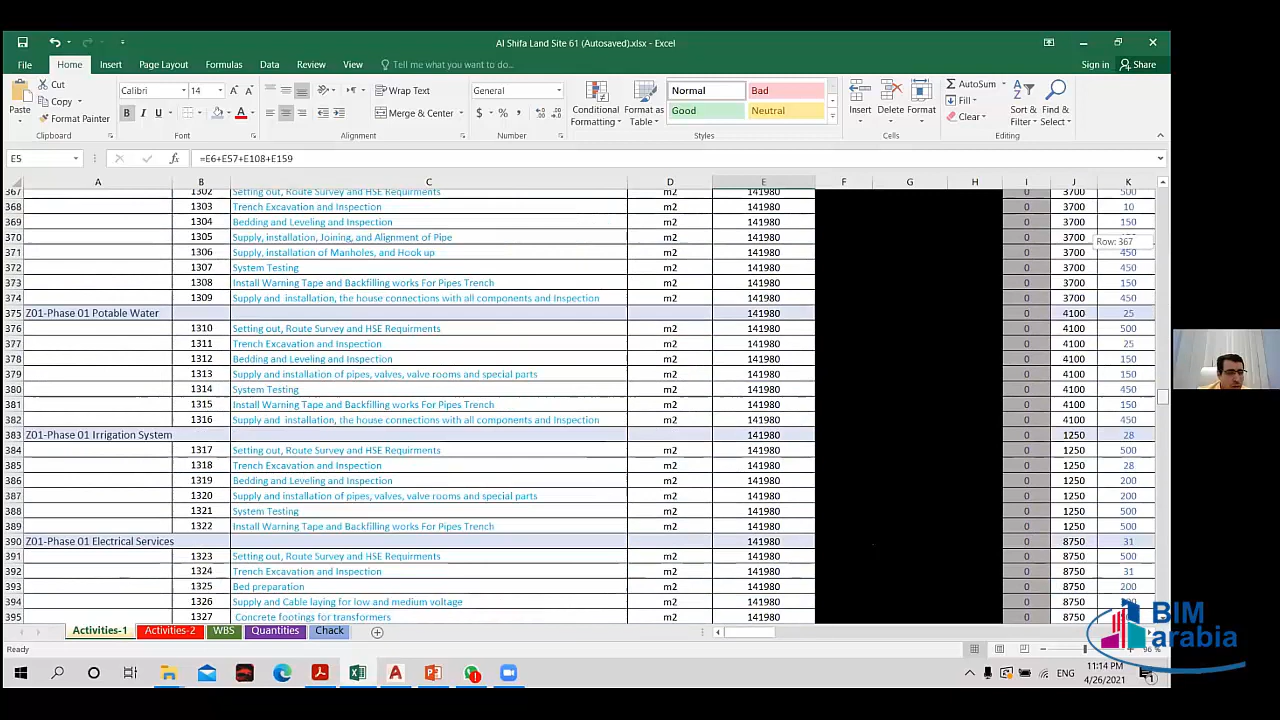 Al Shifa Land Site 61 (Autosaved).xlsx - Excel
File Home Insert Page Layout Formulas Data Review View Tell me what you want to do... Sign in Share
Cut Calibri 14 Wrap Text General Normal Bad AutoSum
Paste Copy Conditional Format as Insert Delete Format Fill Sort & Find &
Format Painter B I U Merge & Center $ % , Formatting Table Good Neutral Clear Filter Select
Clipboard Font Alignment Number Styles Cells Editing
E5 fx =E6+E57+E108+E159
A B C D E F G H I J K
367 1302 Setting out, Route Survey and HSE Requirments m2 141980 0 3700 500
368 1303 Trench Excavation and Inspection m2 141980 0 3700 10
369 1304 Bedding and Leveling and Inspection m2 141980 0 3700 150
370 1305 Supply, installation, Joining, and Alignment of Pipe m2 141980 0 3700
Row: 367
371 1306 Supply, installation of Manholes, and Hook up m2 141980 0 3700 450
372 1307 System Testing m2 141980 0 3700 450
373 1308 Install Warning Tape and Backfilling works For Pipes Trench m2 141980 0 3700 150
374 1309 Supply and installation, the house connections with all components and Inspection m2 141980 0 3700 450
375 Z01-Phase 01 Potable Water 141980 0 4100 25
376 1310 Setting out, Route Survey and HSE Requirments m2 141980 0 4100 500
377 1311 Trench Excavation and Inspection m2 141980 0 4100 25
378 1312 Bedding and Leveling and Inspection m2 141980 0 4100 150
379 1313 Supply and installation of pipes, valves, valve rooms and special parts m2 141980 0 4100 150
380 1314 System Testing m2 141980 0 4100 450
381 1315 Install Warning Tape and Backfilling works For Pipes Trench m2 141980 0 4100 150
382 1316 Supply and installation, the house connections with all components and Inspection m2 141980 0 4100 450
383 Z01-Phase 01 Irrigation System 141980 0 1250 28
384 1317 Setting out, Route Survey and HSE Requirments m2 141980 0 1250 500
385 1318 Trench Excavation and Inspection m2 141980 0 1250 28
386 1319 Bedding and Leveling and Inspection m2 141980 0 1250 200
387 1320 Supply and installation of pipes, valves, valve rooms and special parts m2 141980 0 1250 200
388 1321 System Testing m2 141980 0 1250 500
389 1322 Install Warning Tape and Backfilling works For Pipes Trench m2 141980 0 1250 500
390 Z01-Phase 01 Electrical Services 141980 0 8750 31
391 1323 Setting out, Route Survey and HSE Requirments m2 141980 0 8750 500
392 1324 Trench Excavation and Inspection m2 141980 0 8750 31
393 1325 Bed preparation m2 141980 0 8750 200
394 1326 Supply and Cable laying for low and medium voltage m2 141980 0 8750
395 1327 Concrete footings for transformers m2 141980 0 8750
BIM
arabia
Activities-1 Activities-2 WBS Quantities Chack
Ready 96 %
ENG 11:14 PM
4/26/2021